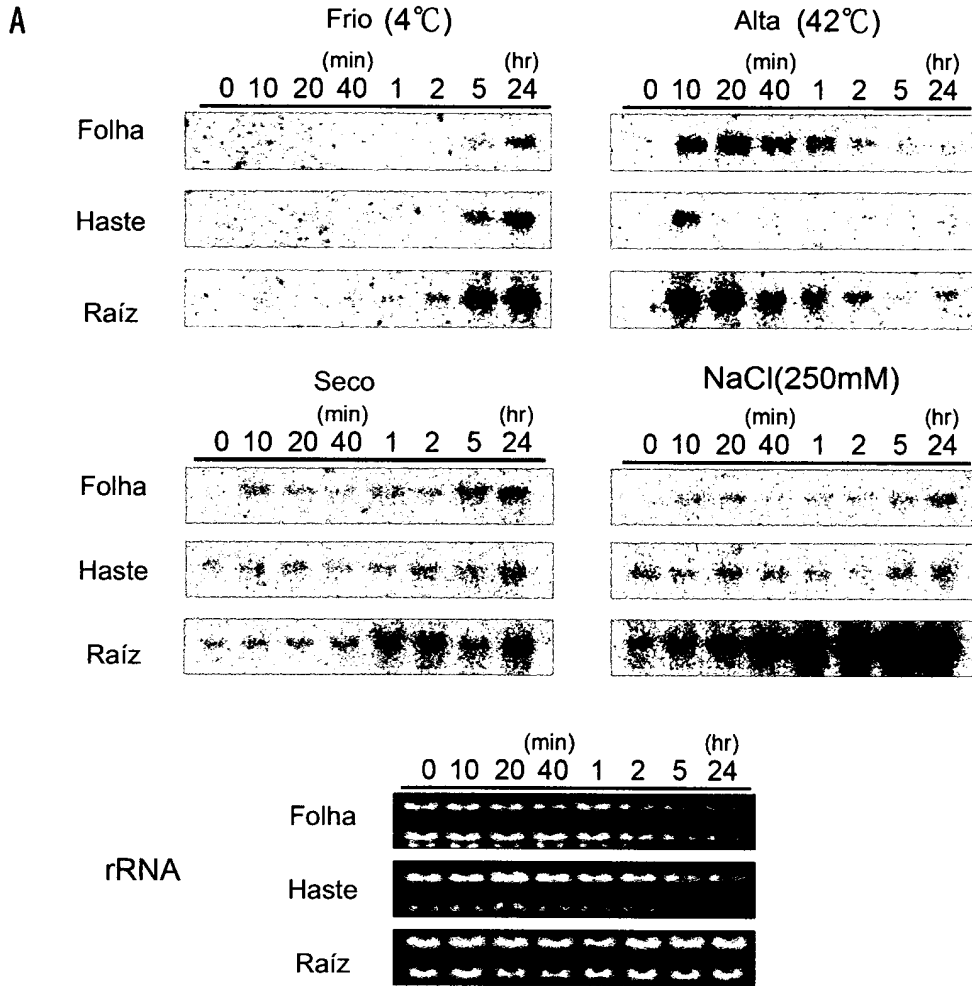 A
Frio (4℃)
(min) (hr)
0 10 20 40 1 2 5 24
Folha
Haste
Raíz
Alta (42℃)
(min) (hr)
0 10 20 40 1 2 5 24
Seco
(min) (hr)
0 10 20 40 1 2 5 24
Folha
Haste
Raíz
NaCl(250mM)
(min) (hr)
0 10 20 40 1 2 5 24
(min) (hr)
0 10 20 40 1 2 5 24
rRNA
Folha
Haste
Raíz